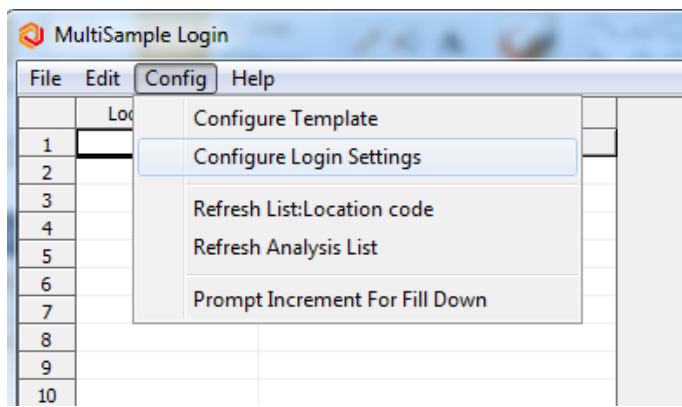 MultiSample Login
File Edit Config Help
Loc
Configure Template
1
Configure Login Settings
2
3
Refresh List:Location code
4
Refresh Analysis List
5
6
Prompt Increment For Fill Down
7
8
9
10